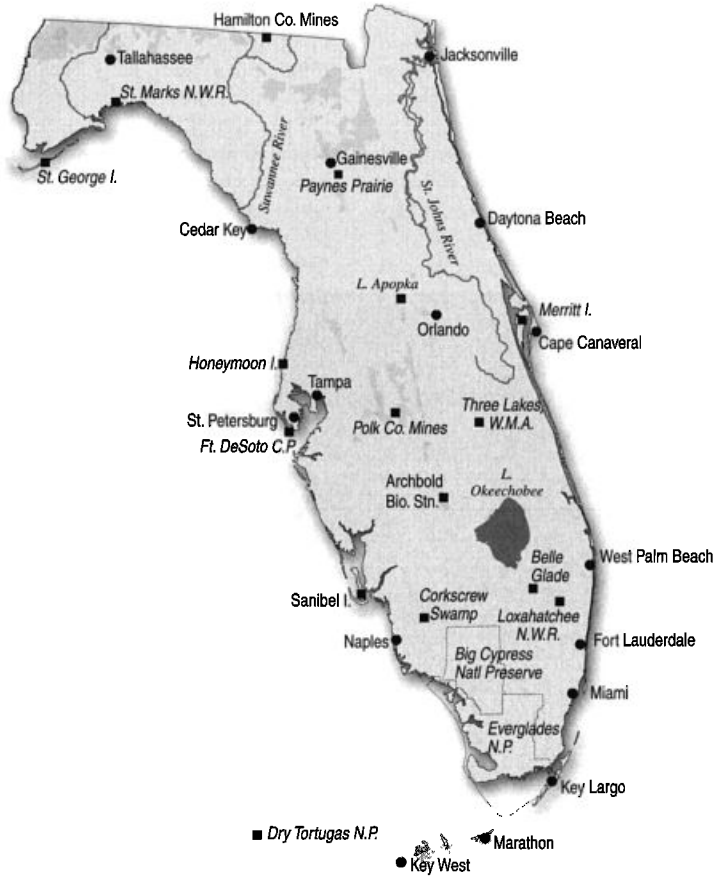 Hamilton Co. Mines
Tallahassee
Jacksonville
St. Marks N.W.R.
Suwannee River
Gainesville
St. George I.
Paynes Prairie
St. Johns River
Cedar Key
Daytona Beach
L. Apopka
Merritt I.
Orlando
Cape Canaveral
Honeymoon I.
Tampa
Three Lakes
W.M.A.
St. Petersburg
Polk Co. Mines
Ft. DeSoto C.P.
Archbold
Bio. Stn.
L.
Okeechobee
West Palm Beach
Belle
Glade
Sanibel I.
Corkscrew
Swamp
Loxahatchee
N.W.R.
Naples
Fort Lauderdale
Big Cypress
Natl Preserve
Miami
Everglades
N.P.
Key Largo
Dry Tortugas N.P.
Marathon
Key West